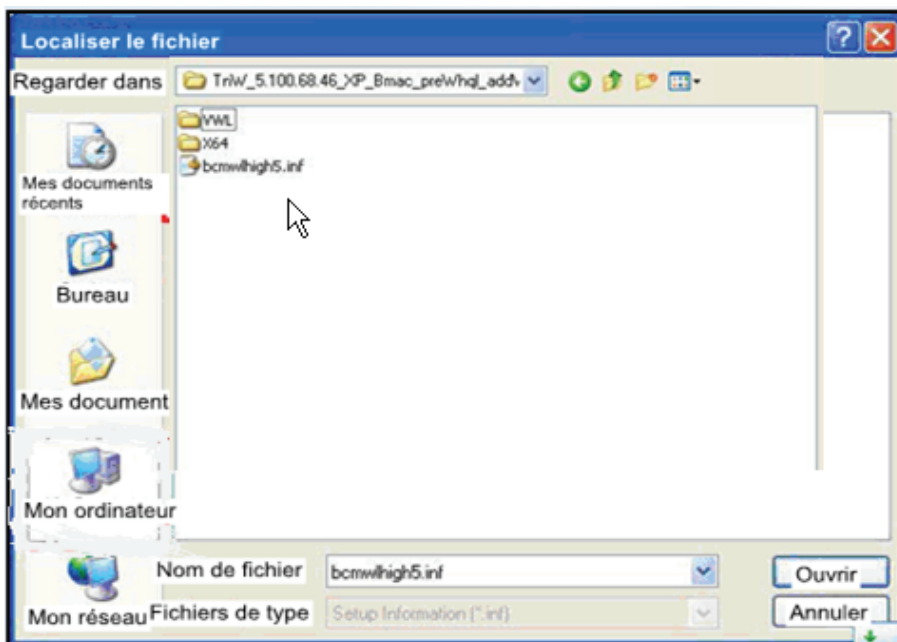 Localiser le fichier
Regarder dans TriW_5.100.68.46_XP_Bmac_preWhql_add
VWL
X64
bcmwlhigh5.inf
Mes documents
récents
Bureau
Mes document
Mon ordinateur
Mon réseau
Nom de fichier bcmwlhigh5.inf
Ouvrir
Fichiers de type Setup Information (*.inf)
Annuler